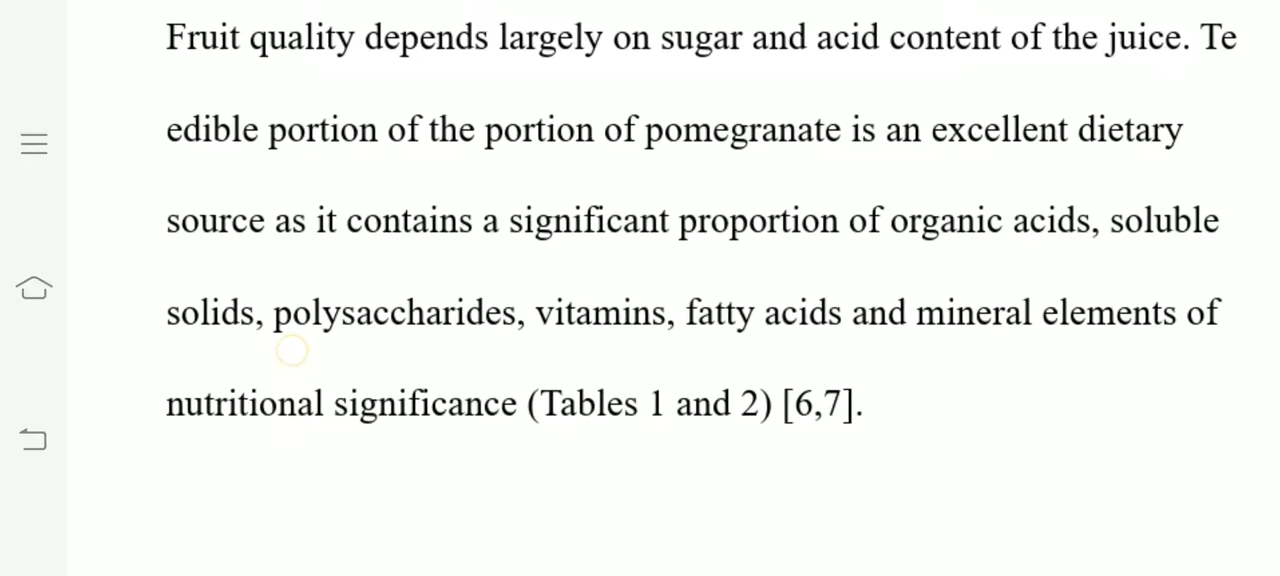 Fruit quality depends largely on sugar and acid content of the juice. Te
edible portion of the portion of pomegranate is an excellent dietary
source as it contains a significant proportion of organic acids, soluble
solids, polysaccharides, vitamins, fatty acids and mineral elements of
nutritional significance (Tables 1 and 2) [6,7].